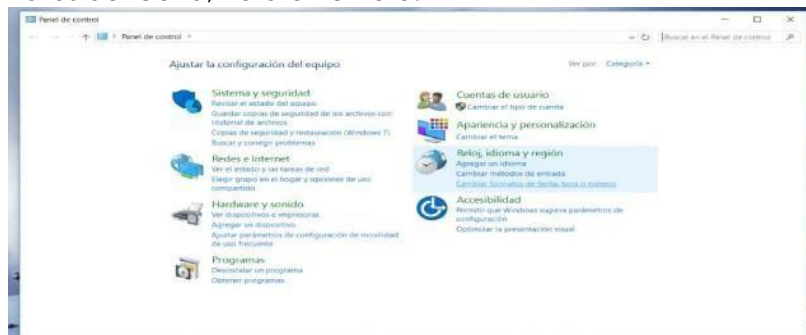 Panel de control
Panel de control
Buscar en el Panel de control
Ajustar la configuración del equipo
Ver por: Categoría
Sistema y seguridad
Revisar el estado del equipo
Guardar copias de seguridad de los archivos con
Historial de archivos
Copias de seguridad y restauración (Windows 7)
Buscar y corregir problemas
Redes e Internet
Ver el estado y las tareas de red
Elegir grupo en el hogar y opciones de uso
compartido
Hardware y sonido
Ver dispositivos e impresoras
Agregar un dispositivo
Ajustar parámetros de configuración de movilidad
de uso frecuente
Programas
Desinstalar un programa
Obtener programas
Cuentas de usuario
Cambiar el tipo de cuenta
Apariencia y personalización
Cambiar el tema
Reloj, idioma y región
Agregar un idioma
Cambiar métodos de entrada
Cambiar formatos de fecha, hora o número
Accesibilidad
Permitir que Windows sugiera parámetros de
configuración
Optimizar la presentación visual